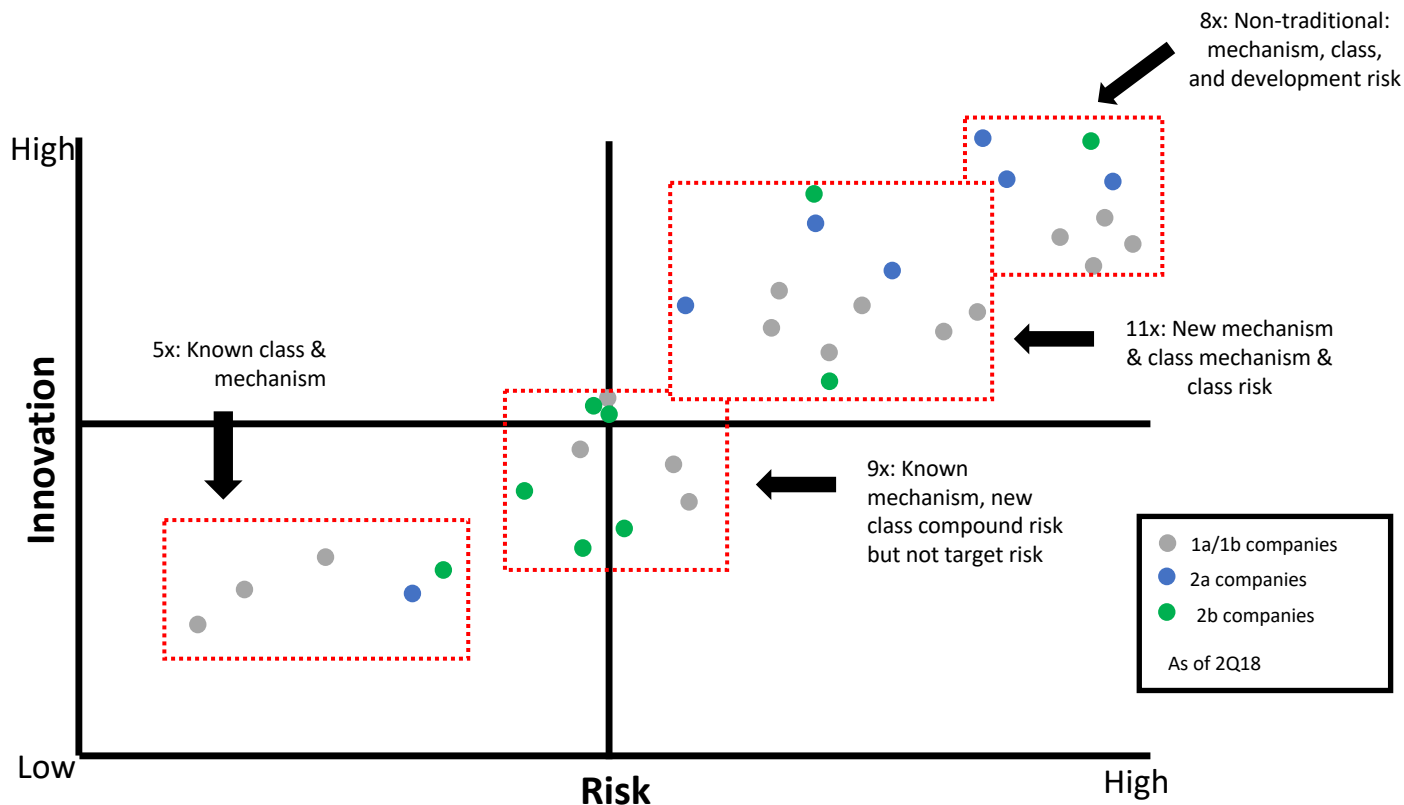 8x: Non-traditional:
mechanism, class,
and development risk
High
11x: New mechanism
& class mechanism &
class risk
5x: Known class &
mechanism
Innovation
9x: Known
mechanism, new
class compound risk
but not target risk
1a/1b companies
2a companies
2b companies
As of 2Q18
Low
Risk
High